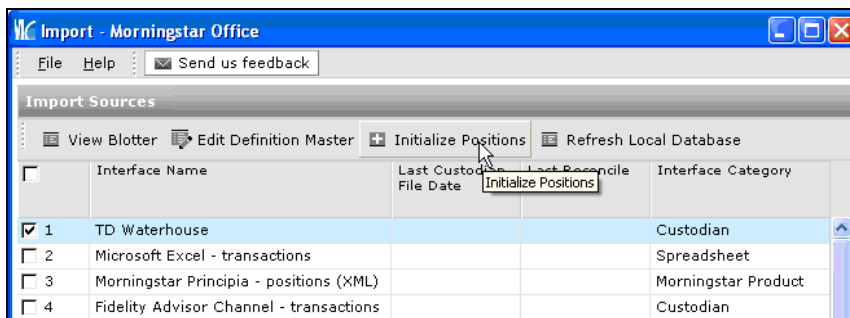 Import - Morningstar Office
File Help Send us feedback
Import Sources
View Blotter Edit Definition Master Initialize Positions Refresh Local Database
Interface Name Last Custodian File Date Last Reconcile Interface Category
Initialize Positions
1 TD Waterhouse Custodian
2 Microsoft Excel - transactions Spreadsheet
3 Morningstar Principia - positions (XML) Morningstar Product
4 Fidelity Advisor Channel - transactions Custodian